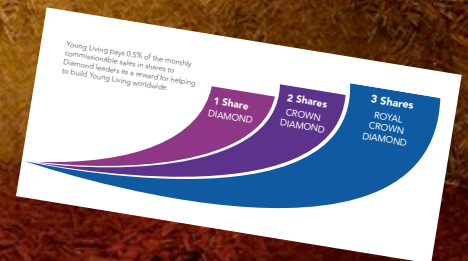 Young Living pays 0.5% of the monthly
commissionable sales in shares to
Diamond leaders as a reward for helping
to build Young Living worldwide.
1 Share
DIAMOND
2 Shares
CROWN
DIAMOND
3 Shares
ROYAL
CROWN
DIAMOND